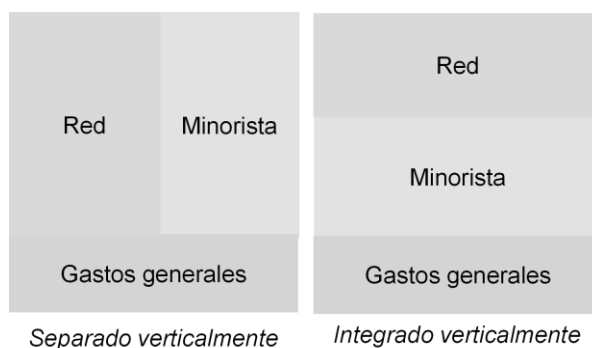 Red
Minorista
Gastos generales
Separado verticalmente
Red
Minorista
Gastos generales
Integrado verticalmente